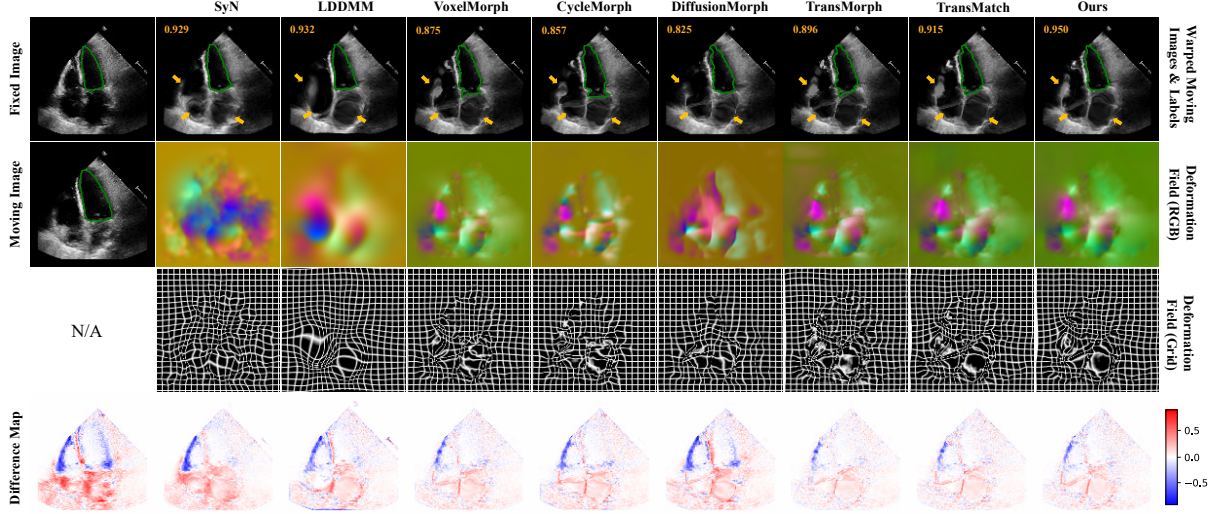 SyN LDDMM VoxelMorph CycleMorph DiffusionMorph TransMorph TransMatch Ours
Fixed Image
0.929 0.932 0.875 0.857 0.825 0.896 0.915 0.950
Warped Moving
Images & Labels
Moving Image
Deformation
Field (RGB)
N/A
Deformation
Field (Grid)
Difference Map
0.5
0.0
−0.5